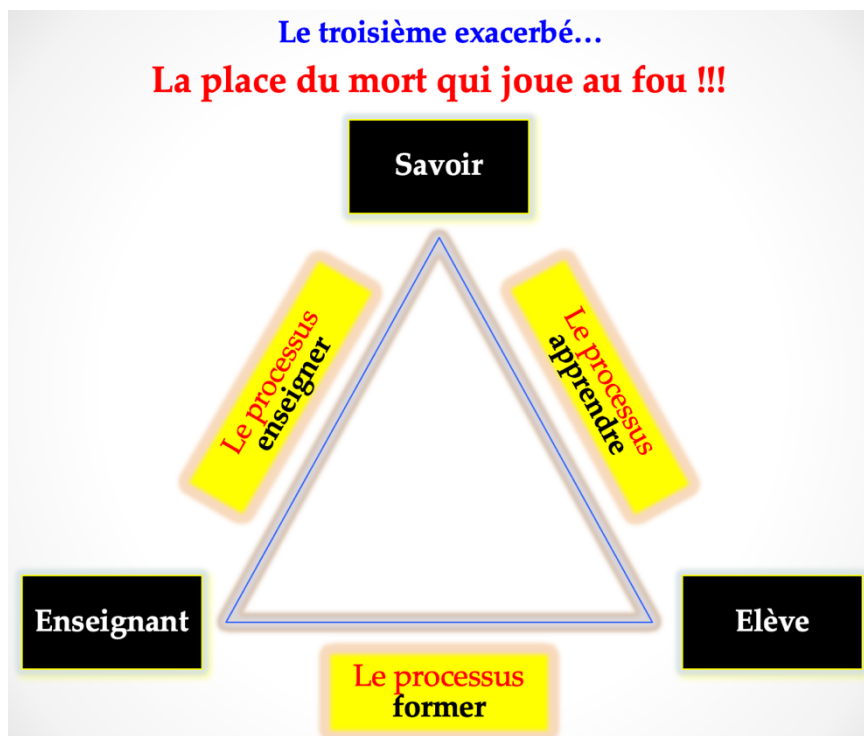 Le troisième exacerbé…
La place du mort qui joue au fou !!!
Savoir
Le processus
enseigner
Le processus
apprendre
Enseignant
Elève
Le processus
former